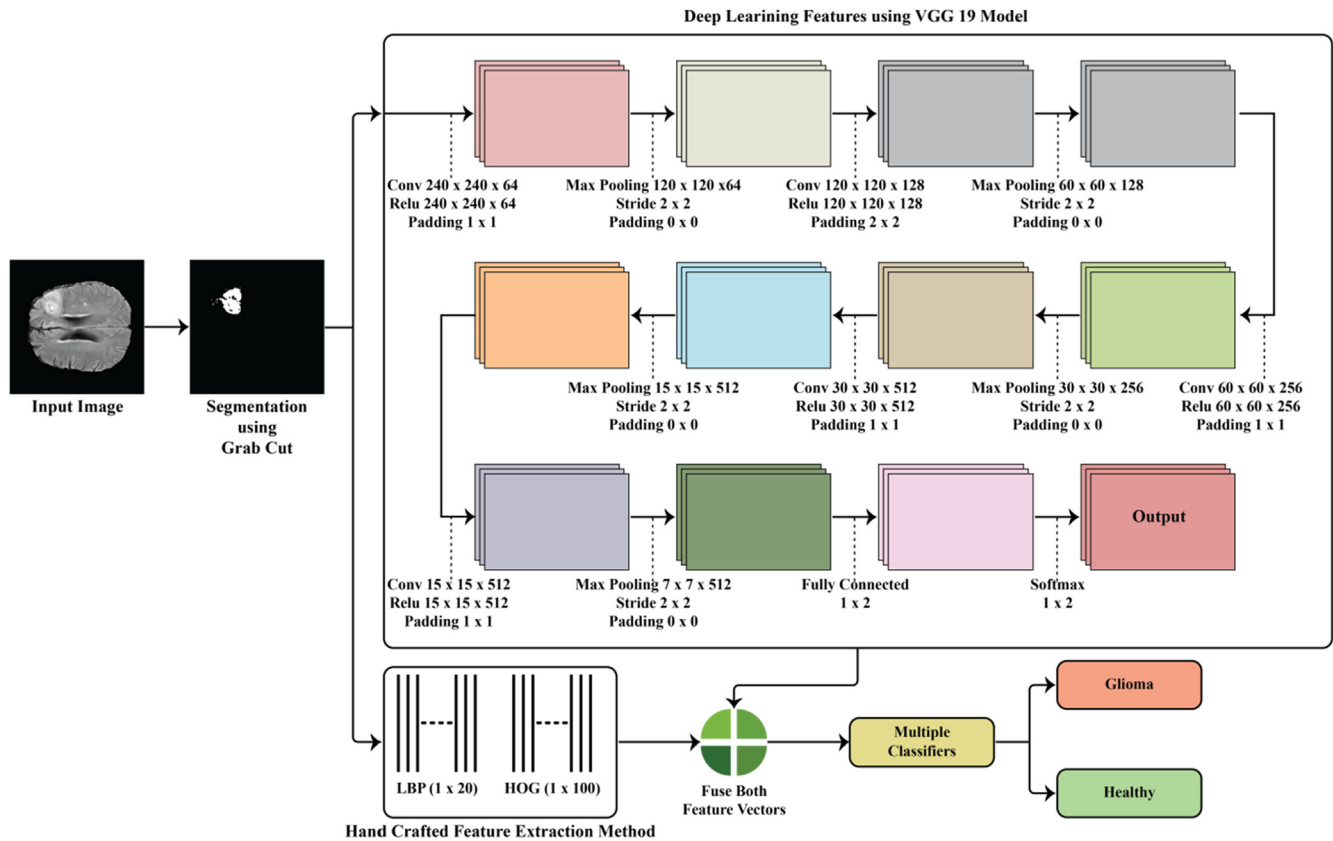 Deep Learining Features using VGG 19 Model
Conv 240 x 240 x 64
Relu 240 x 240 x 64
Padding 1 x 1
Max Pooling 120 x 120 x64
Stride 2 x 2
Padding 0 x 0
Conv 120 x 120 x 128
Relu 120 x 120 x 128
Padding 2 x 2
Max Pooling 60 x 60 x 128
Stride 2 x 2
Padding 0 x 0
Input Image
Segmentation
using
Grab Cut
Max Pooling 15 x 15 x 512
Stride 2 x 2
Padding 0 x 0
Conv 30 x 30 x 512
Relu 30 x 30 x 512
Padding 1 x 1
Max Pooling 30 x 30 x 256
Stride 2 x 2
Padding 0 x 0
Conv 60 x 60 x 256
Relu 60 x 60 x 256
Padding 1 x 1
Output
Conv 15 x 15 x 512
Relu 15 x 15 x 512
Padding 1 x 1
Max Pooling 7 x 7 x 512
Stride 2 x 2
Padding 0 x 0
Fully Connected
1 x 2
Softmax
1 x 2
LBP (1 x 20)
HOG (1 x 100)
Hand Crafted Feature Extraction Method
Fuse Both
Feature Vectors
Multiple
Classifiers
Glioma
Healthy